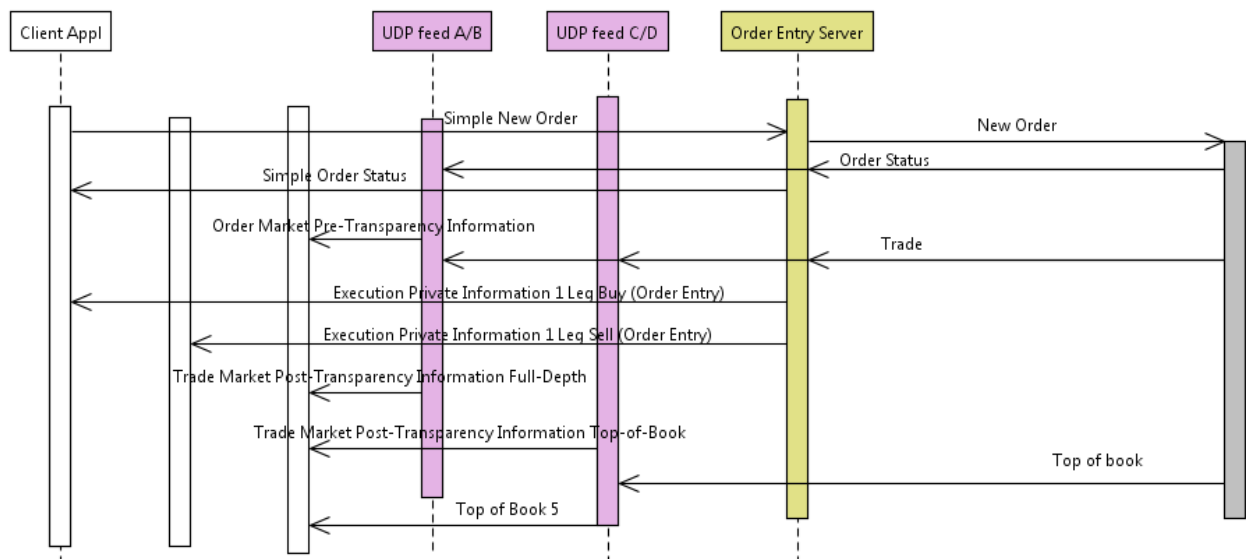 Client Appl
UDP feed A/B
UDP feed C/D
Order Entry Server
Simple New Order
New Order
Order Status
Simple Order Status
Order Market Pre-Transparency Information
Trade
Execution Private Information 1 Leg Buy (Order Entry)
Execution Private Information 1 Leg Sell (Order Entry)
Trade Market Post-Transparency Information Full-Depth
Trade Market Post-Transparency Information Top-of-Book
Top of book
Top of Book 5